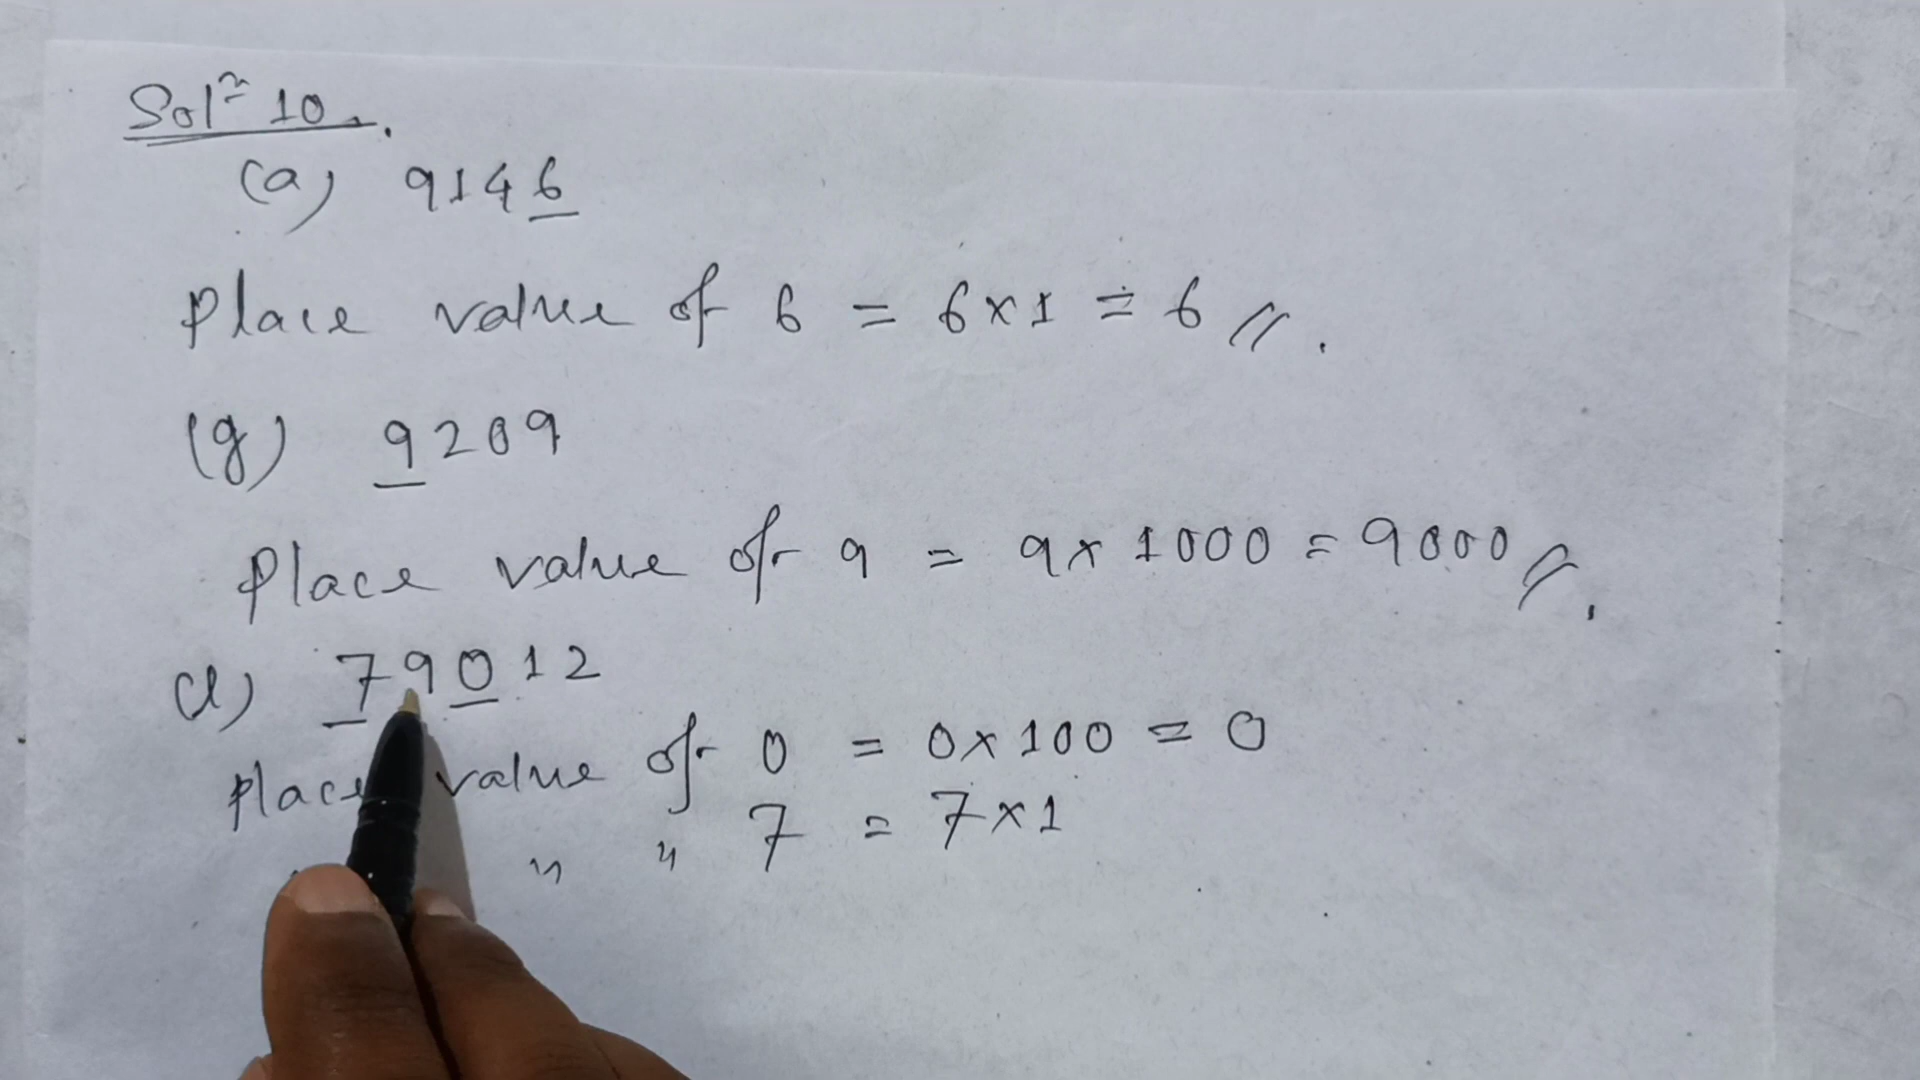 Solⁿ 10.
(a) 9146
Place value of 6 = 6×1 = 6 //.
(g) 9209
Place value of 9 = 9× 1000 = 9000 //.
(l) 79012
Place value of 0 = 0×100 = 0
" " 7 = 7×1